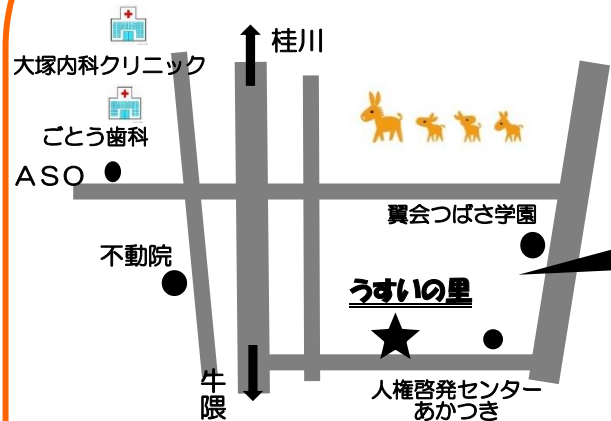 桂川
大塚内科クリニック
ごとう歯科
ASO
翼会つばさ学園
不動院
うすいの里
牛
隈
人権啓発センター
あかつき